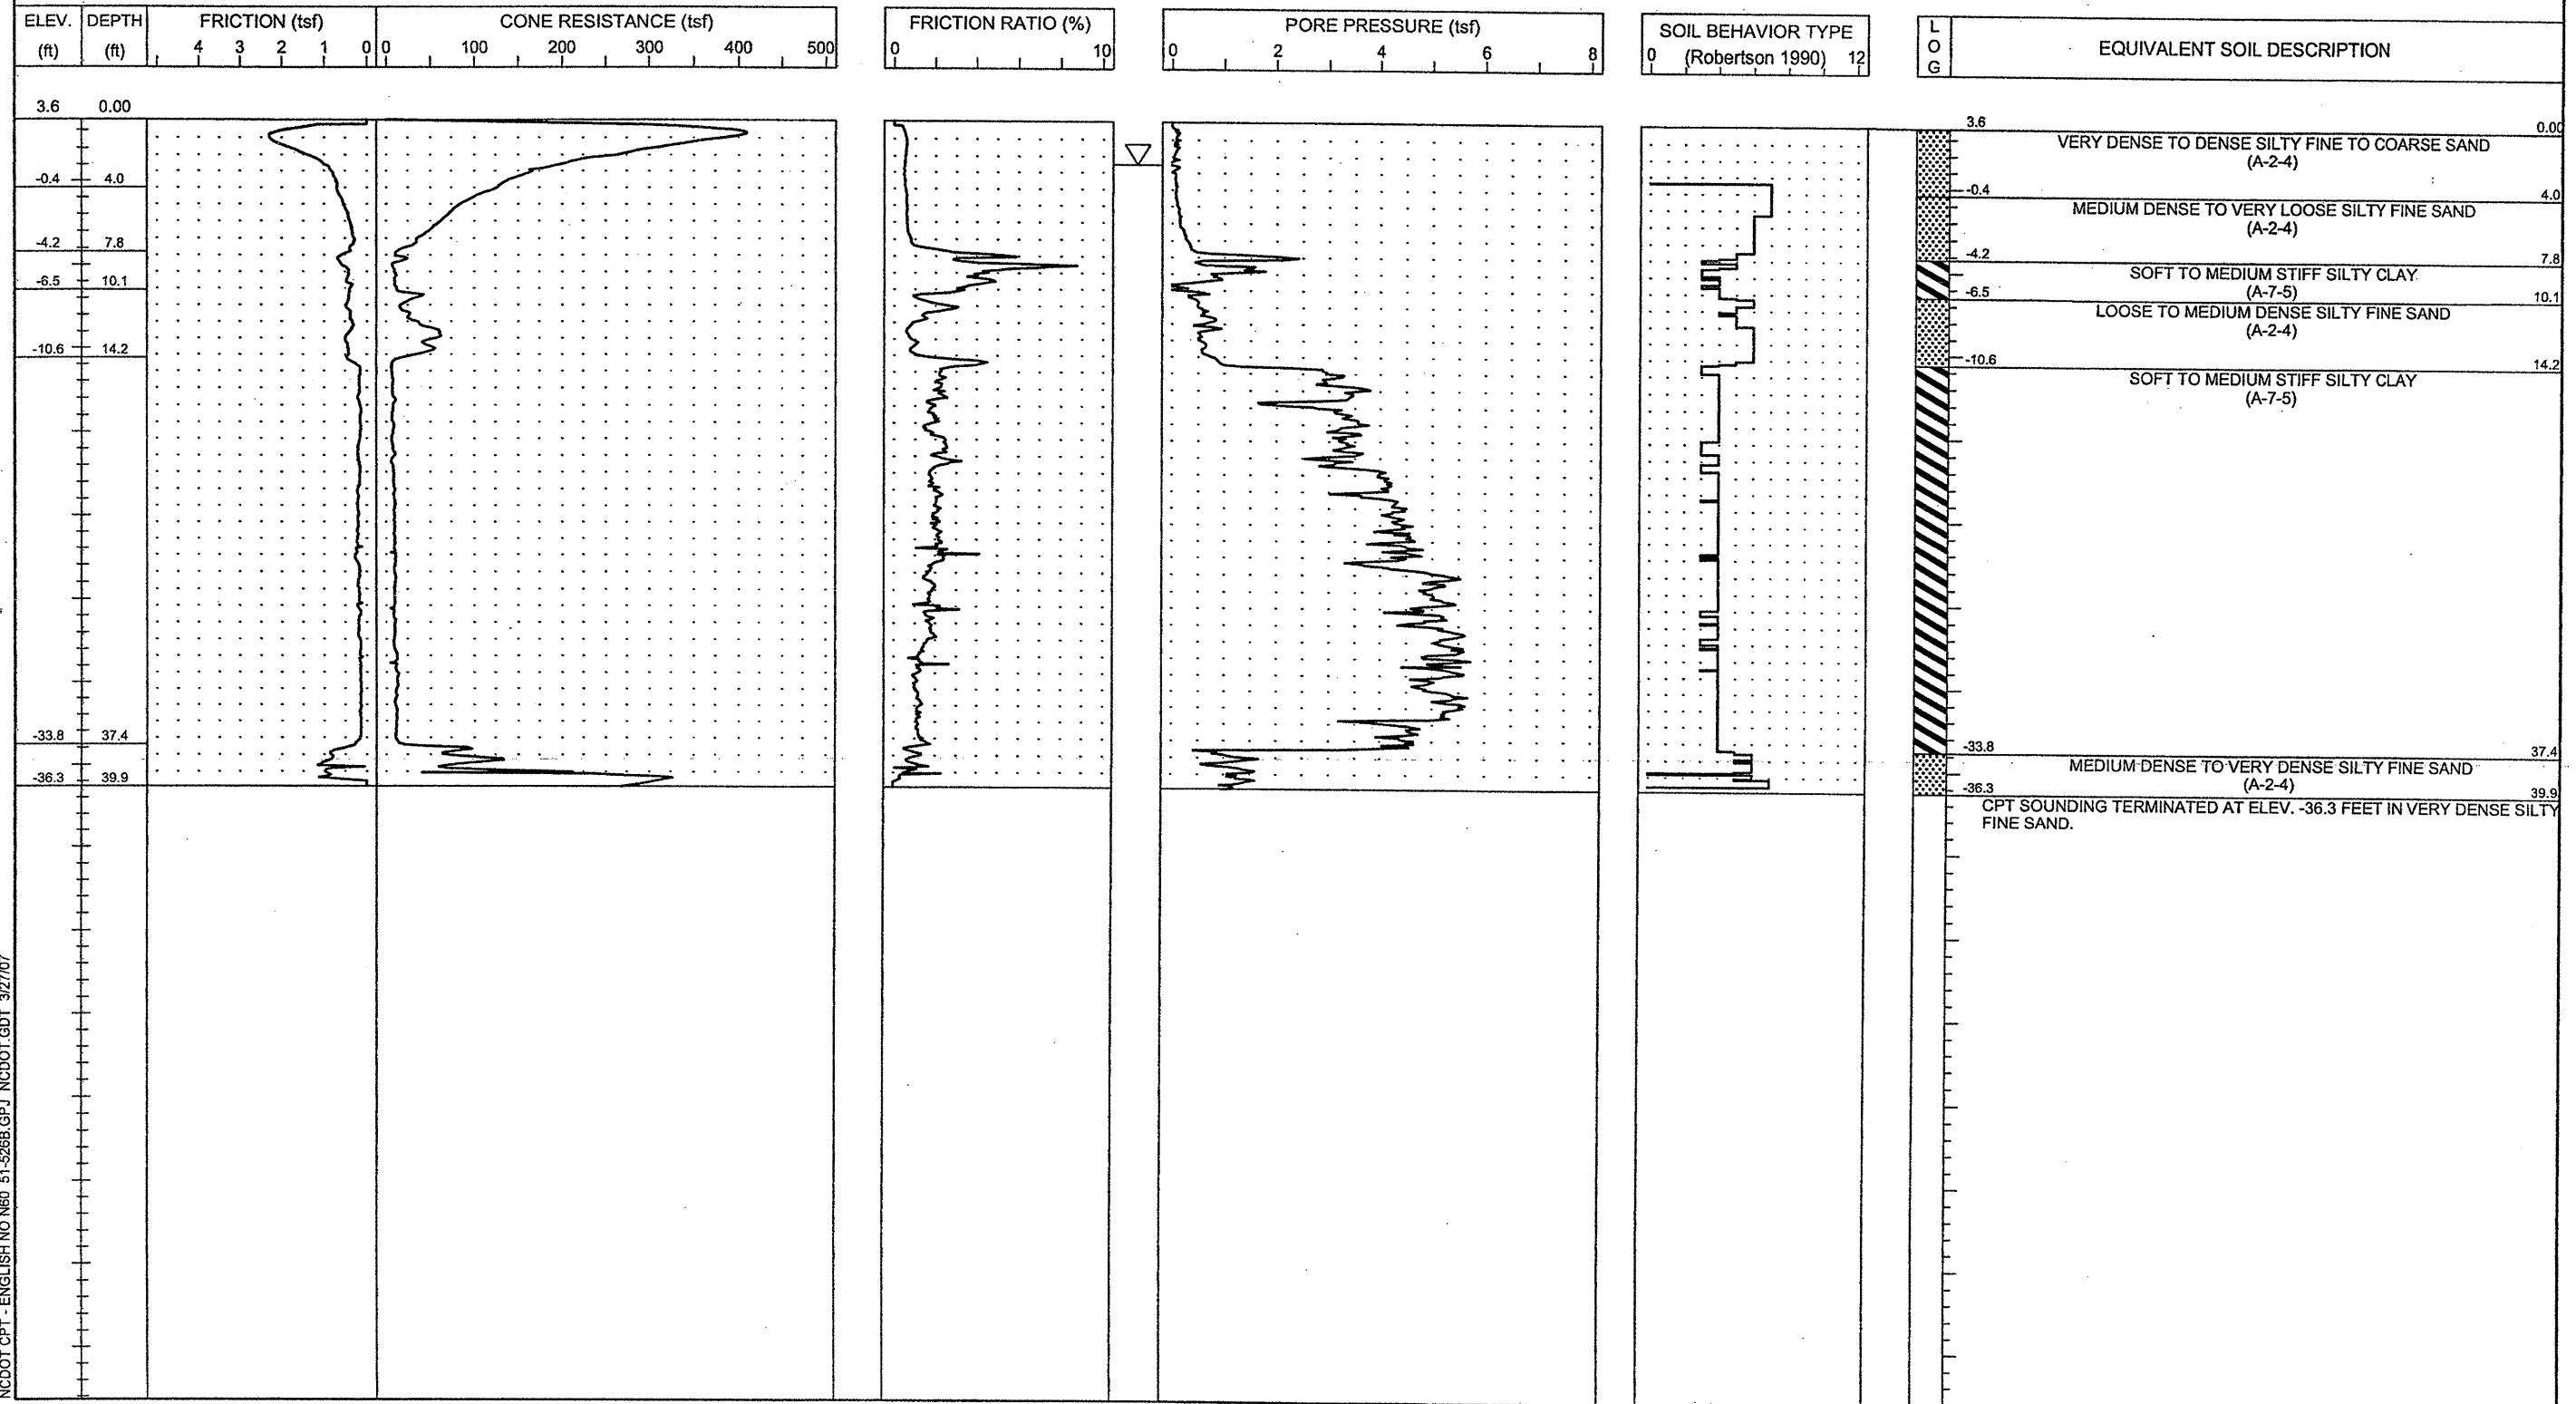 ELEV. DEPTH FRICTION (tsf) CONE RESISTANCE (tsf) FRICTION RATIO (%) PORE PRESSURE (tsf) SOIL BEHAVIOR TYPE L O G EQUIVALENT SOIL DESCRIPTION
(ft) (ft) 4 3 2 1 0 0 100 200 300 400 500 0 10 0 2 4 6 8 0 (Robertson 1990) 12
3.6 0.00
3.6 0.00
VERY DENSE TO DENSE SILTY FINE TO COARSE SAND
(A-2-4)
-0.4 4.0
-0.4 4.0
MEDIUM DENSE TO VERY LOOSE SILTY FINE SAND
(A-2-4)
-4.2 7.8
-4.2 7.8
SOFT TO MEDIUM STIFF SILTY CLAY
(A-7-5)
-6.5 10.1
-6.5 10.1
LOOSE TO MEDIUM DENSE SILTY FINE SAND
(A-2-4)
-10.6 14.2
-10.6 14.2
SOFT TO MEDIUM STIFF SILTY CLAY
(A-7-5)
-33.8 37.4
-33.8 37.4
MEDIUM DENSE TO VERY DENSE SILTY FINE SAND
(A-2-4)
-36.3 39.9
-36.3 39.9
CPT SOUNDING TERMINATED AT ELEV. -36.3 FEET IN VERY DENSE SILTY
FINE SAND.
NCDOT CPT - ENGLISH NO N60 51-526B.GPJ NCDOT.GDT 3/27/07